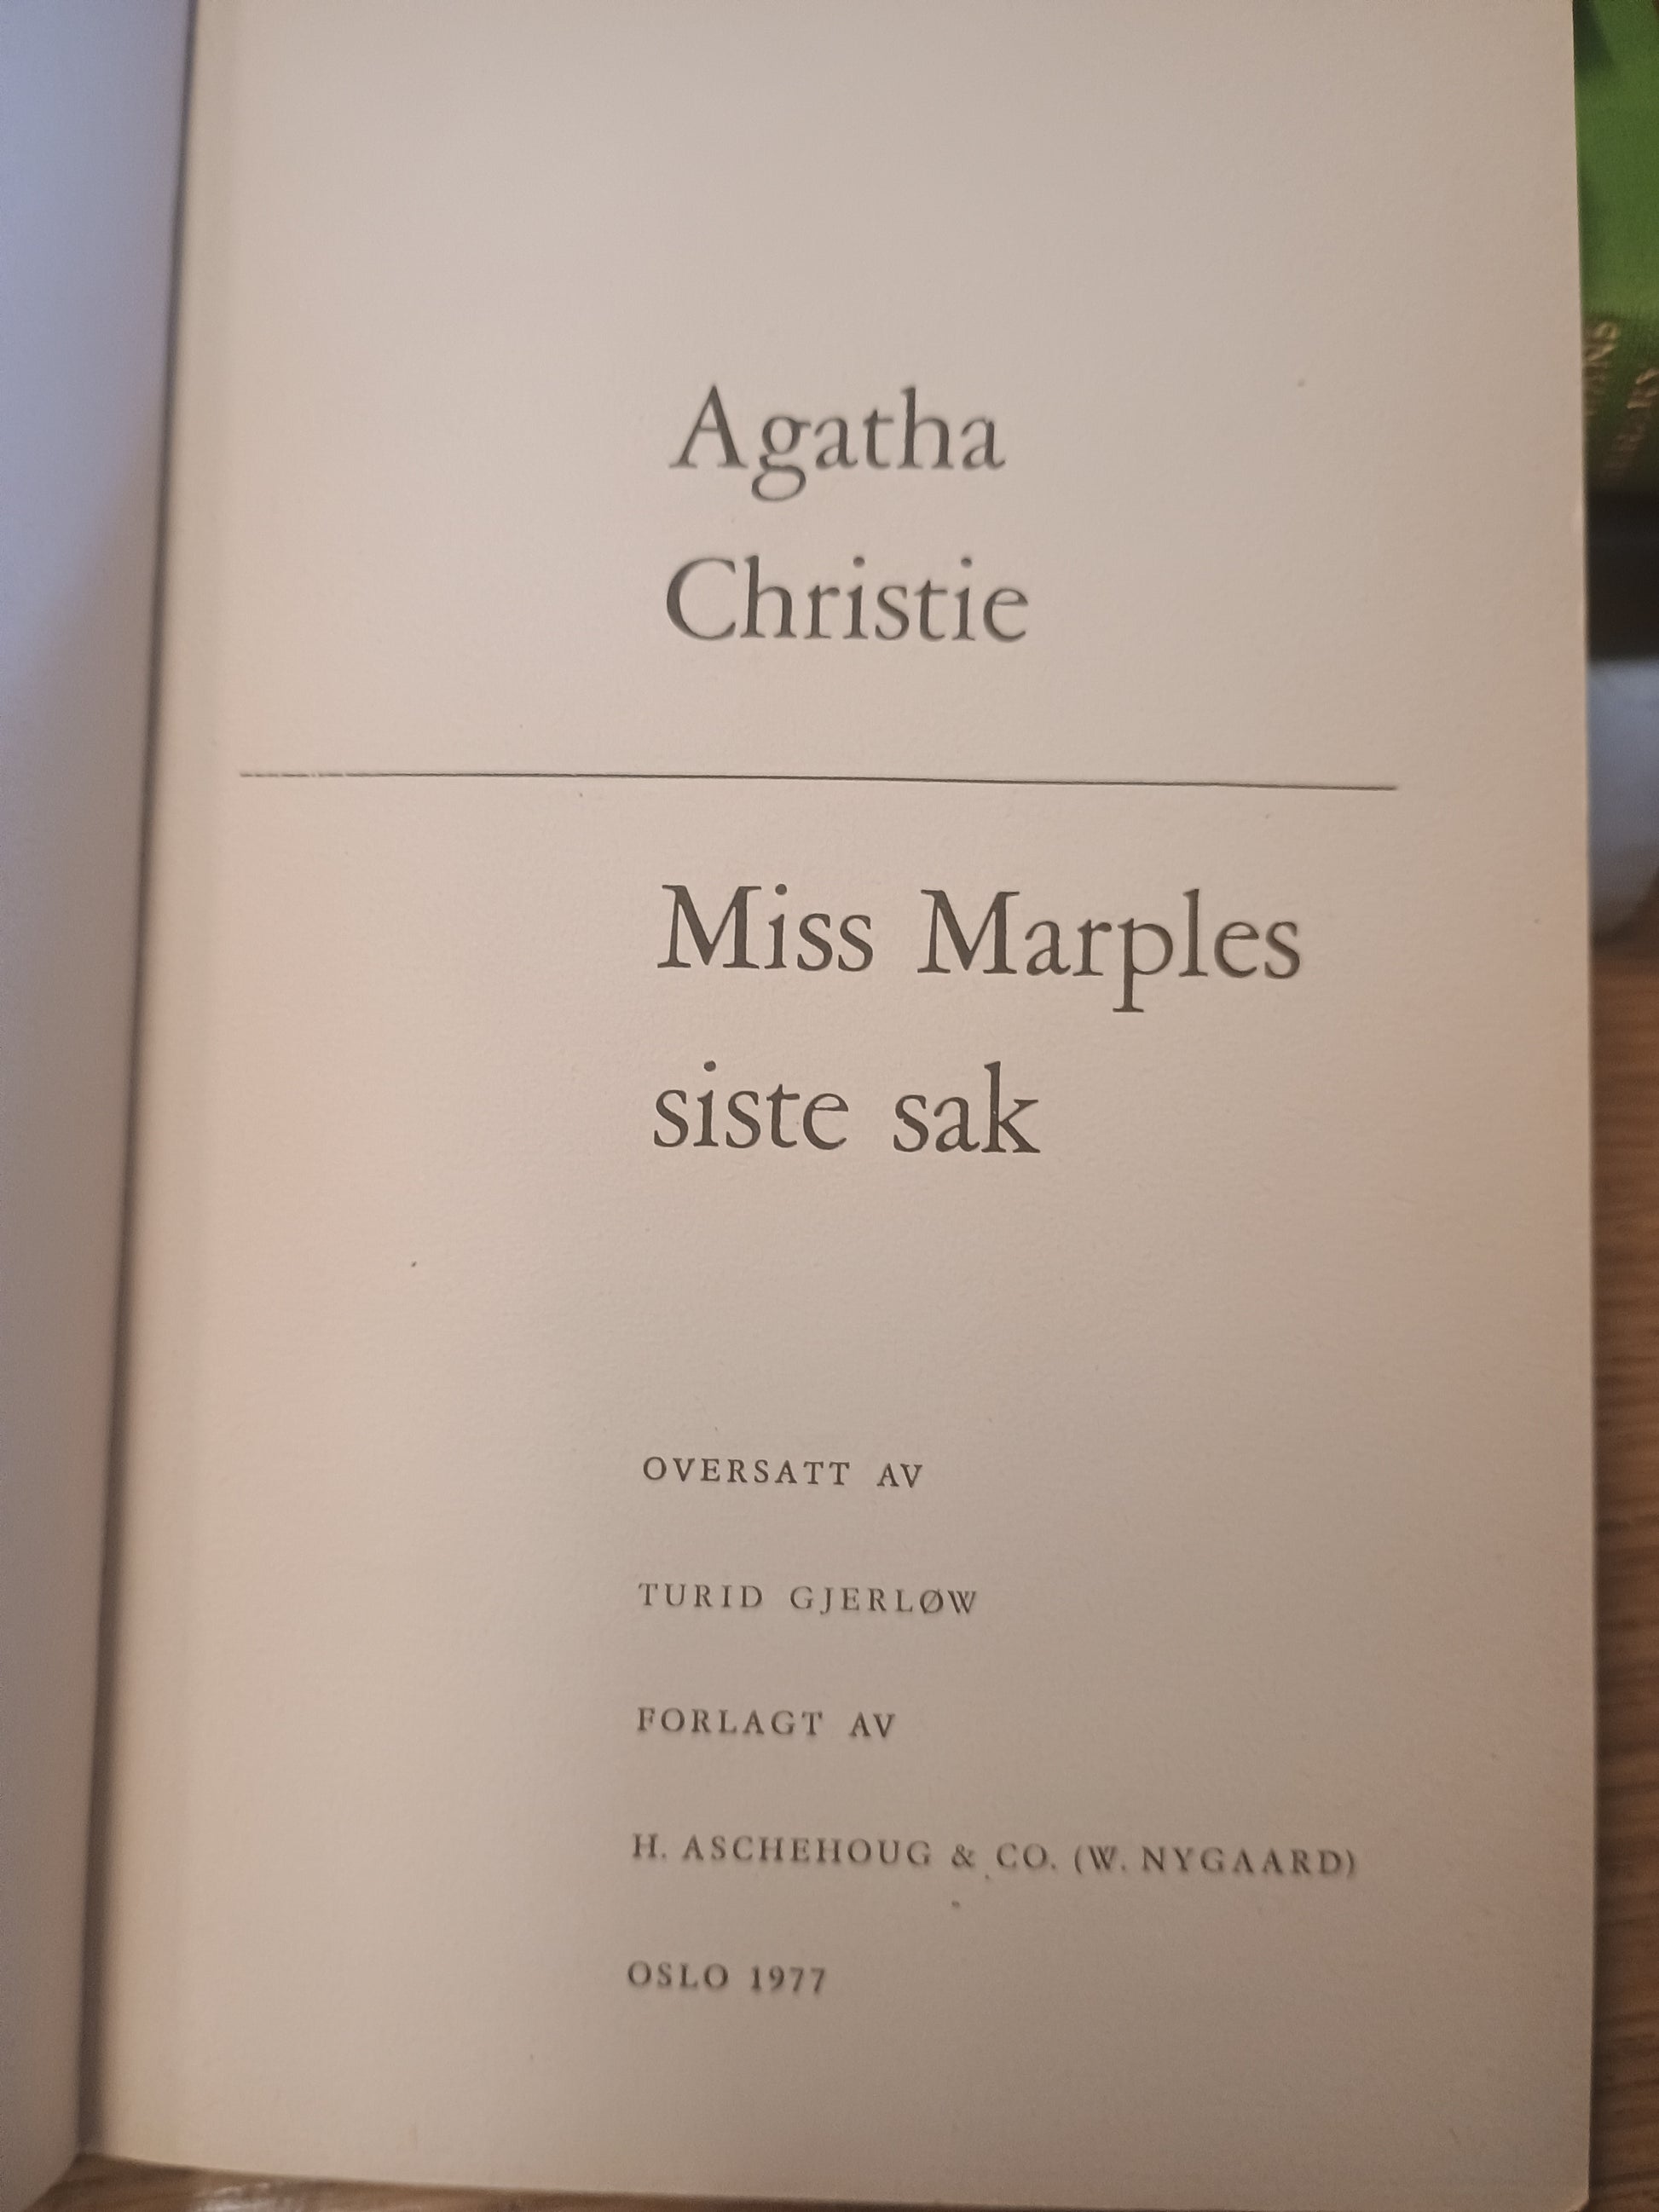 Agatha
Christie
Miss Marples
siste sak
OVERSATT AV
TURID GJERLØW
FORLAGT AV
H. ASCHEHOUG & CO. (W. NYGAARD)
OSLO 1977